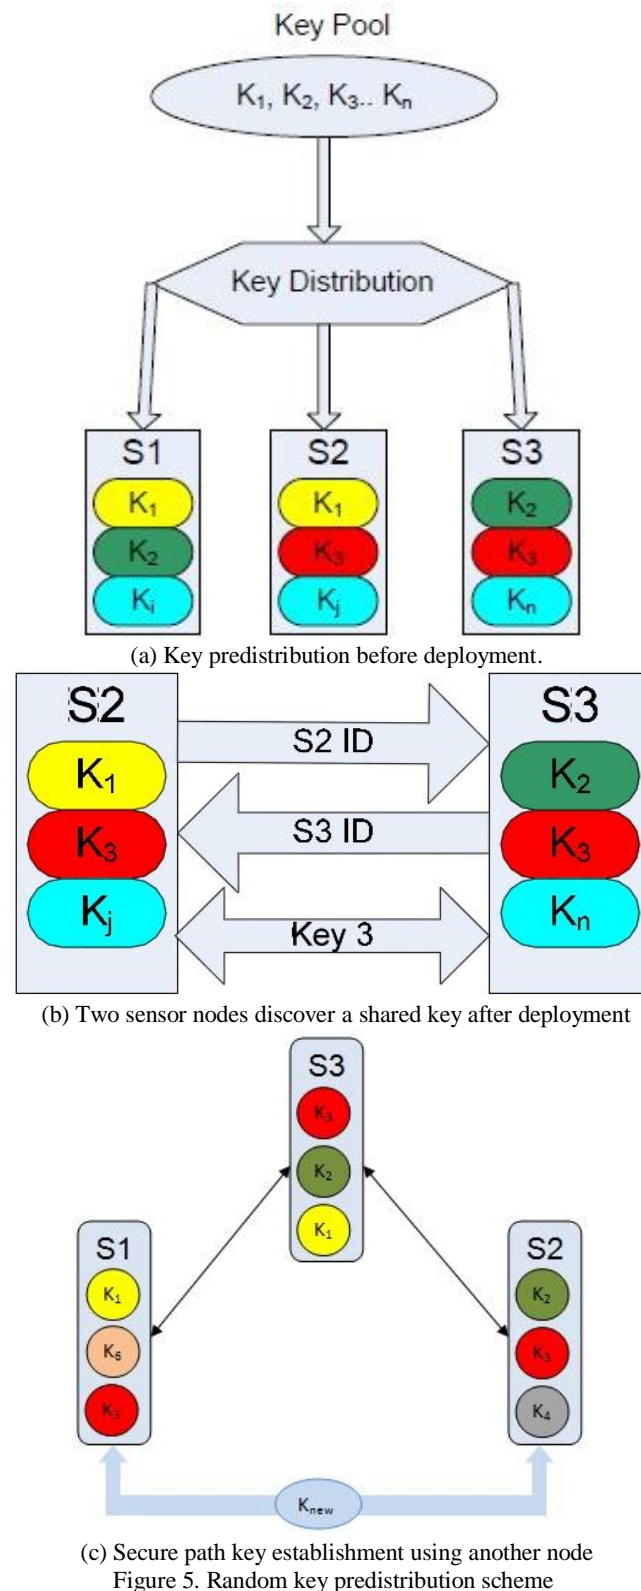 Key Pool
K1, K2, K3.. Kn
Key Distribution
S1
K1
K2
Ki
S2
K1
K3
Kj
S3
K2
K3
Kn
(a) Key predistribution before deployment.
S2
K1
K3
Kj
S2 ID
S3 ID
Key 3
S3
K2
K3
Kn
(b) Two sensor nodes discover a shared key after deployment
S3
K3
K2
K1
S1
K1
K6
K3
S2
K2
K3
K4
Knew
(c) Secure path key establishment using another node
Figure 5. Random key predistribution scheme